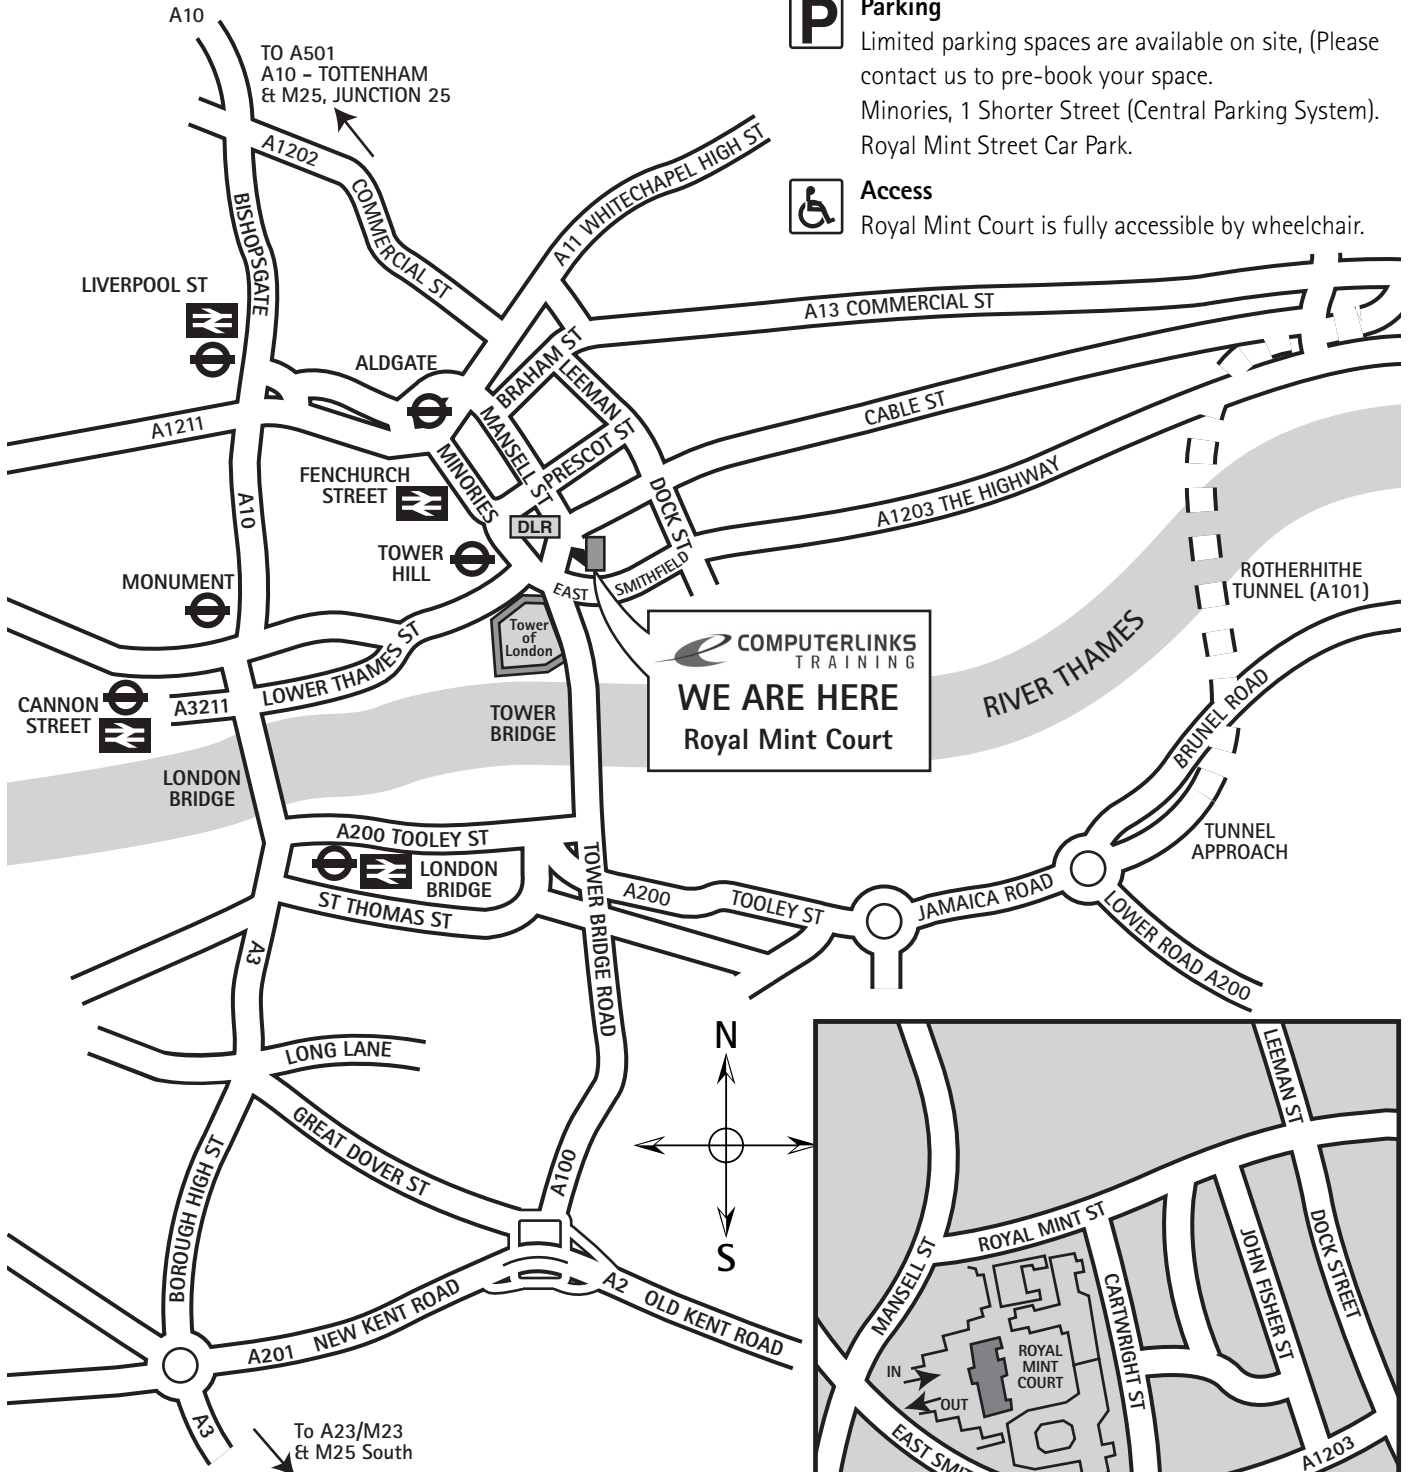 A10
TO A501
A10 - TOTTENHAM
& M25, JUNCTION 25
P
Parking
Limited parking spaces are available on site, (Please
contact us to pre-book your space.
Minories, 1 Shorter Street (Central Parking System).
Royal Mint Street Car Park.
Access
Royal Mint Court is fully accessible by wheelchair.
A1202
COMMERCIAL ST
BISHOPSGATE
A11 WHITECHAPEL HIGH ST
LIVERPOOL ST
A13 COMMERCIAL ST
ALDGATE
BRAHAM ST
LEEMAN ST
MANSELL ST
PRESCOT ST
CABLE ST
A1211
MINORIES
FENCHURCH
STREET
A10
DLR
DOCK ST
A1203 THE HIGHWAY
TOWER
HILL
MONUMENT
EAST
SMITHFIELD
ROTHERHITHE
TUNNEL (A101)
Tower
of
London
LOWER THAMES ST
A3211
CANNON
STREET
COMPUTERLINKS
TRAINING
WE ARE HERE
Royal Mint Court
RIVER THAMES
TOWER
BRIDGE
BRUNEL ROAD
LONDON
BRIDGE
A200 TOOLEY ST
LONDON
BRIDGE
ST THOMAS ST
TOWER BRIDGE ROAD
A200
TOOLEY ST
JAMAICA ROAD
TUNNEL
APPROACH
LOWER ROAD A200
A3
LONG LANE
N
S
GREAT DOVER ST
A100
BOROUGH HIGH ST
A201
NEW KENT ROAD
A2
OLD KENT ROAD
A3
To A23/M23
& M25 South
LEEMAN ST
ROYAL MINT ST
MANSELL ST
CARTWRIGHT ST
JOHN FISHER ST
DOCK STREET
ROYAL
MINT
COURT
IN
OUT
EAST SMIT
A1203